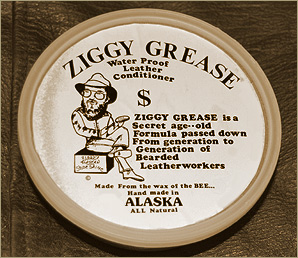 ZIGGY GREASE
Water Proof
Leather
Conditioner
$
ZIGGY GREASE is a
Secret age--old
Formula passed down
From generation to
Generation of
Bearded
Leatherworkers
©
Made From the wax of the BEE...
Hand made in
ALASKA
ALL Natural